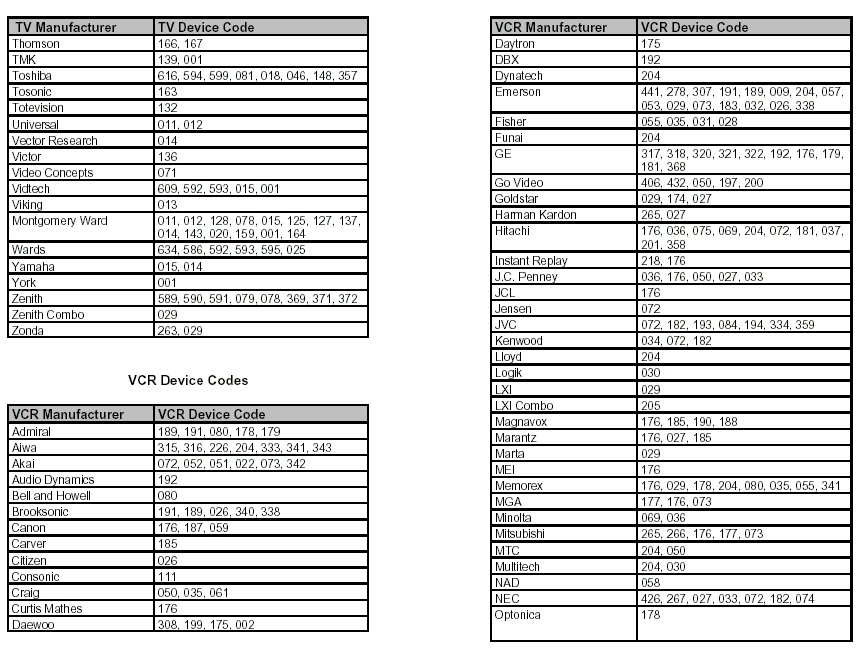 TV Manufacturer TV Device Code
Thomson 166, 167
TMK 139, 001
Toshiba 616, 594, 599, 081, 018, 046, 148, 357
Tosonic 163
Totevision 132
Universal 011, 012
Vector Research 014
Victor 136
Video Concepts 071
Vidtech 609, 592, 593, 015, 001
Viking 013
Montgomery Ward 011, 012, 128, 078, 015, 125, 127, 137,
014, 143, 020, 159, 001, 164
Wards 634, 586, 592, 593, 595, 025
Yamaha 015, 014
York 001
Zenith 589, 590, 591, 079, 078, 369, 371, 372
Zenith Combo 029
Zonda 263, 029
VCR Device Codes
VCR Manufacturer VCR Device Code
Admiral 189, 191, 080, 178, 179
Aiwa 315, 316, 226, 204, 333, 341, 343
Akai 072, 052, 051, 022, 073, 342
Audio Dynamics 192
Bell and Howell 080
Brooksonic 191, 189, 026, 340, 338
Canon 176, 187, 059
Carver 185
Citizen 026
Consonic 111
Craig 050, 035, 061
Curtis Mathes 176
Daewoo 308, 199, 175, 002
VCR Manufacturer VCR Device Code
Daytron 175
DBX 192
Dynatech 204
Emerson 441, 278, 307, 191, 189, 009, 204, 057,
053, 029, 073, 183, 032, 026, 338
Fisher 055, 035, 031, 028
Funai 204
GE 317, 318, 320, 321, 322, 192, 176, 179,
181, 368
Go Video 406, 432, 050, 197, 200
Goldstar 029, 174, 027
Harman Kardon 265, 027
Hitachi 176, 036, 075, 069, 204, 072, 181, 037,
201, 358
Instant Replay 218, 176
J.C. Penney 036, 176, 050, 027, 033
JCL 176
Jensen 072
JVC 072, 182, 193, 084, 194, 334, 359
Kenwood 034, 072, 182
Lloyd 204
Logik 030
LXI 029
LXI Combo 205
Magnavox 176, 185, 190, 188
Marantz 176, 027, 185
Marta 029
MEI 176
Memorex 176, 029, 178, 204, 080, 035, 055, 341
MGA 177, 176, 073
Minolta 069, 036
Mitsubishi 265, 266, 176, 177, 073
MTC 204, 050
Multitech 204, 030
NAD 058
NEC 426, 267, 027, 033, 072, 182, 074
Optonica 178